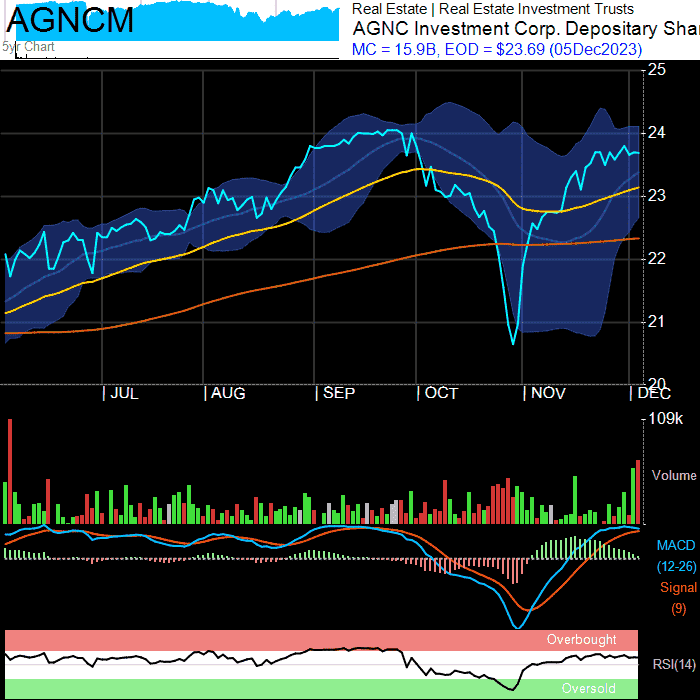 AGNCM
5yr Chart
Real Estate | Real Estate Investment Trusts
AGNC Investment Corp. Depositary Shar
MC = 15.9B, EOD = $23.69 (05Dec2023)
25
24
23
22
21
20
JUL AUG SEP OCT NOV DEC
109k
Volume
MACD
(12-26)
Signal
(9)
Overbought
RSI(14)
Oversold